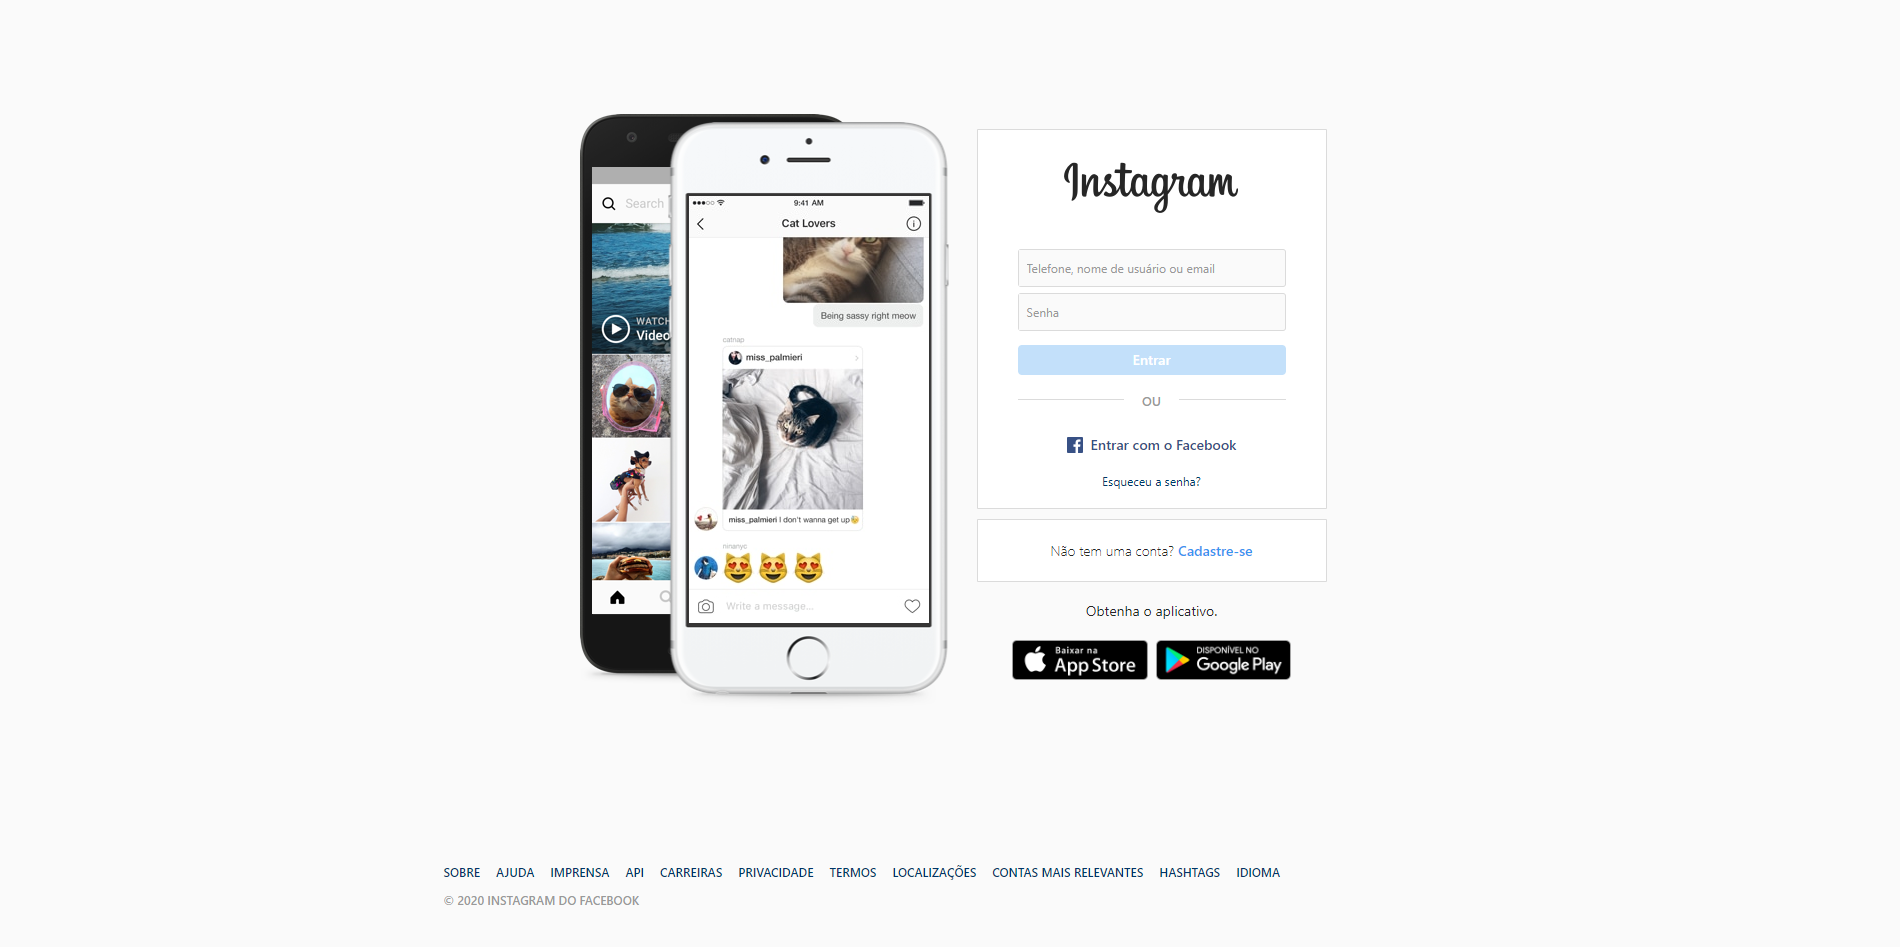 Search
WATCH
Video
9:41 AM
Cat Lovers
Being sassy right meow
catnap
miss_palmieri
miss_palmieri I don't wanna get up
ninanyc
Write a message...
Instagram
Telefone, nome de usuário ou email
Senha
Entrar
OU
Entrar com o Facebook
Esqueceu a senha?
Não tem uma conta? Cadastre-se
Obtenha o aplicativo.
Baixar na
App Store
DISPONÍVEL NO
Google Play
SOBRE AJUDA IMPRENSA API CARREIRAS PRIVACIDADE TERMOS LOCALIZAÇÕES CONTAS MAIS RELEVANTES HASHTAGS IDIOMA
© 2020 INSTAGRAM DO FACEBOOK